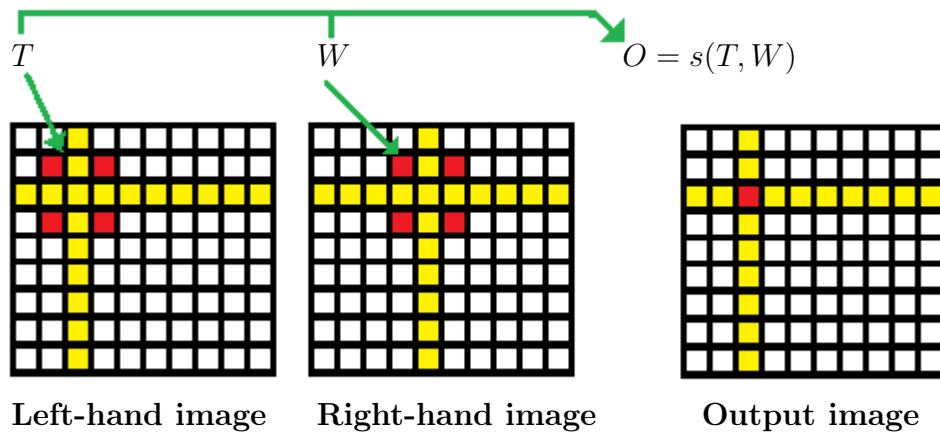 T W O = s(T, W)
Left-hand image Right-hand image Output image